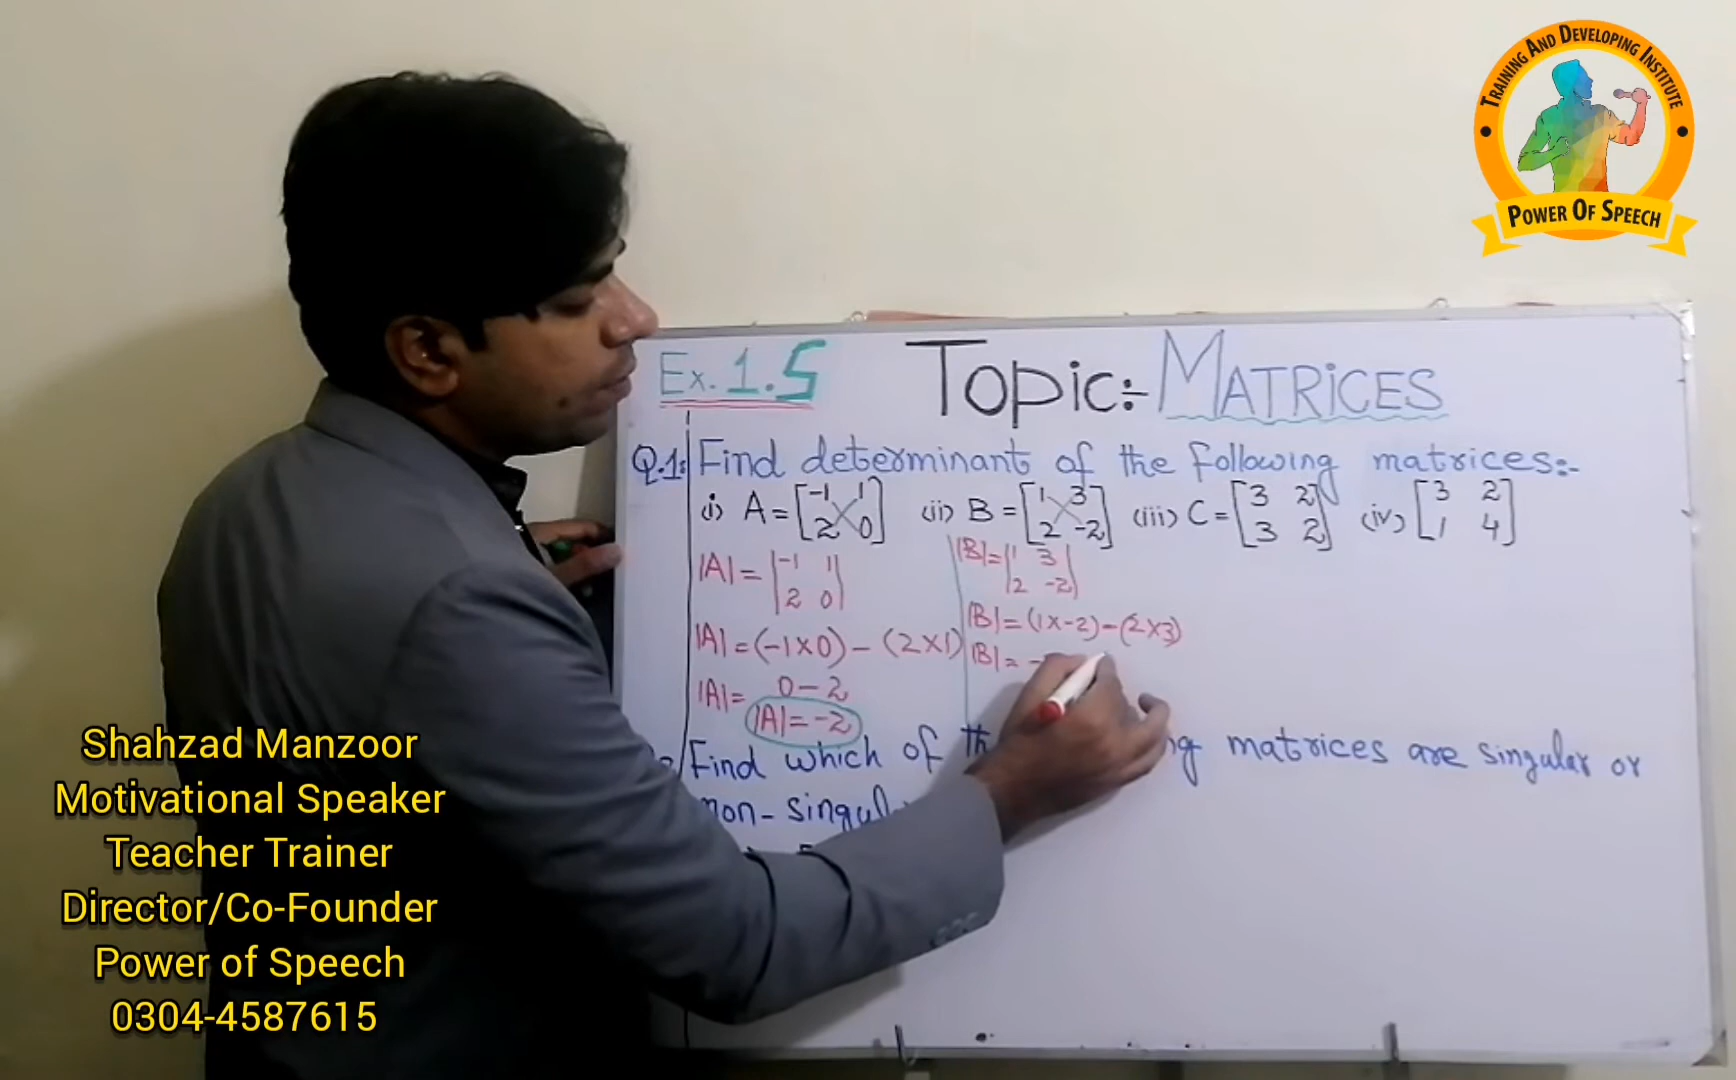 TRAINING AND DEVELOPING INSTITUTE
POWER OF SPEECH
Ex. 1.5
Topic:- MATRICES
Q.1: Find determinant of the following matrices:-
(i) A = [-1 1
2 0]
(ii) B = [1 3
2 -2]
(iii) C = [3 2
3 2]
(iv) [3 2
1 4]
|A| = |-1 1|
|2 0|
|A| = (-1×0) - (2×1)
|A| = 0 - 2
|A| = -2
|B| = |1 3|
|2 -2|
|B| = (1×-2) - (2×3)
|B| = -
Find which of th ng matrices are singular or
non-singul
Shahzad Manzoor
Motivational Speaker
Teacher Trainer
Director/Co-Founder
Power of Speech
0304-4587615